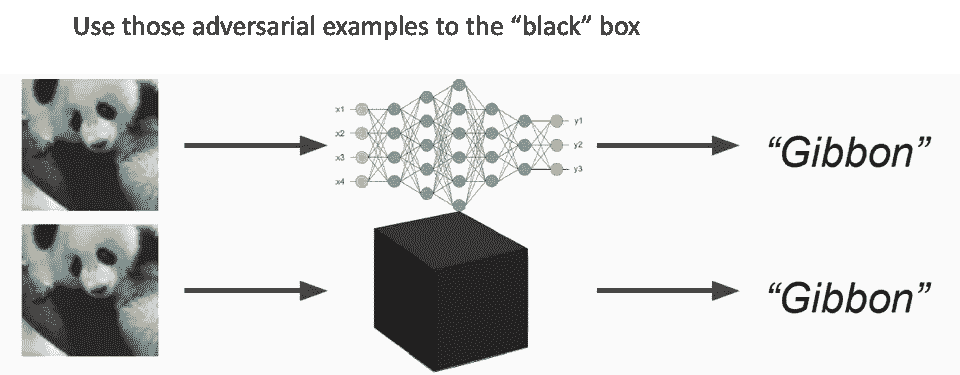 Use those adversarial examples to the “black” box
x1
x2
x3
x4
y1
y2
y3
“Gibbon”
“Gibbon”